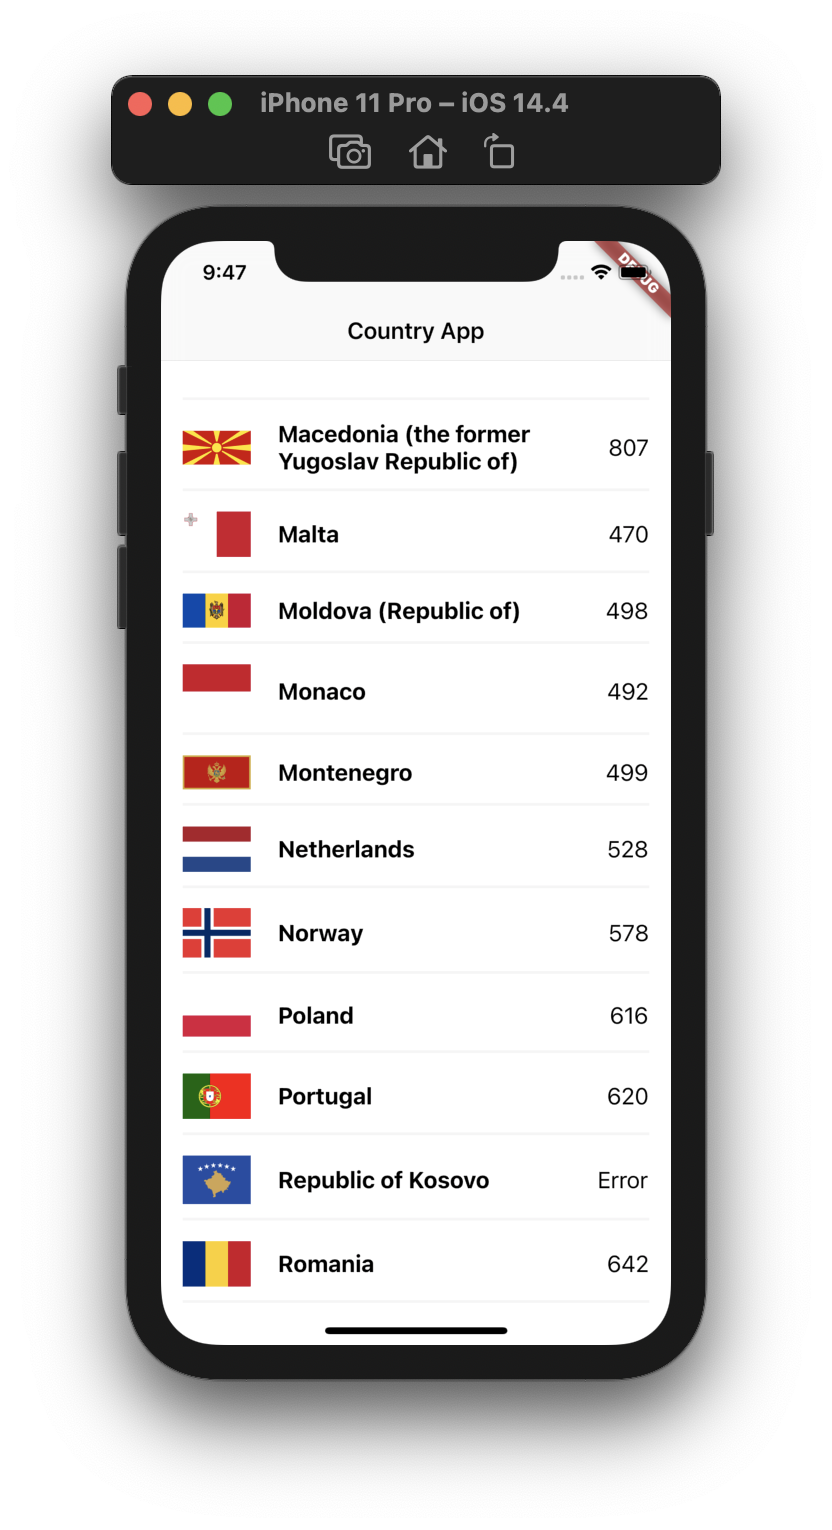 iPhone 11 Pro – iOS 14.4
9:47
DEBUG
Country App
Macedonia (the former
Yugoslav Republic of)
807
Malta
470
Moldova (Republic of)
498
Monaco
492
Montenegro
499
Netherlands
528
Norway
578
Poland
616
Portugal
620
Republic of Kosovo
Error
Romania
642